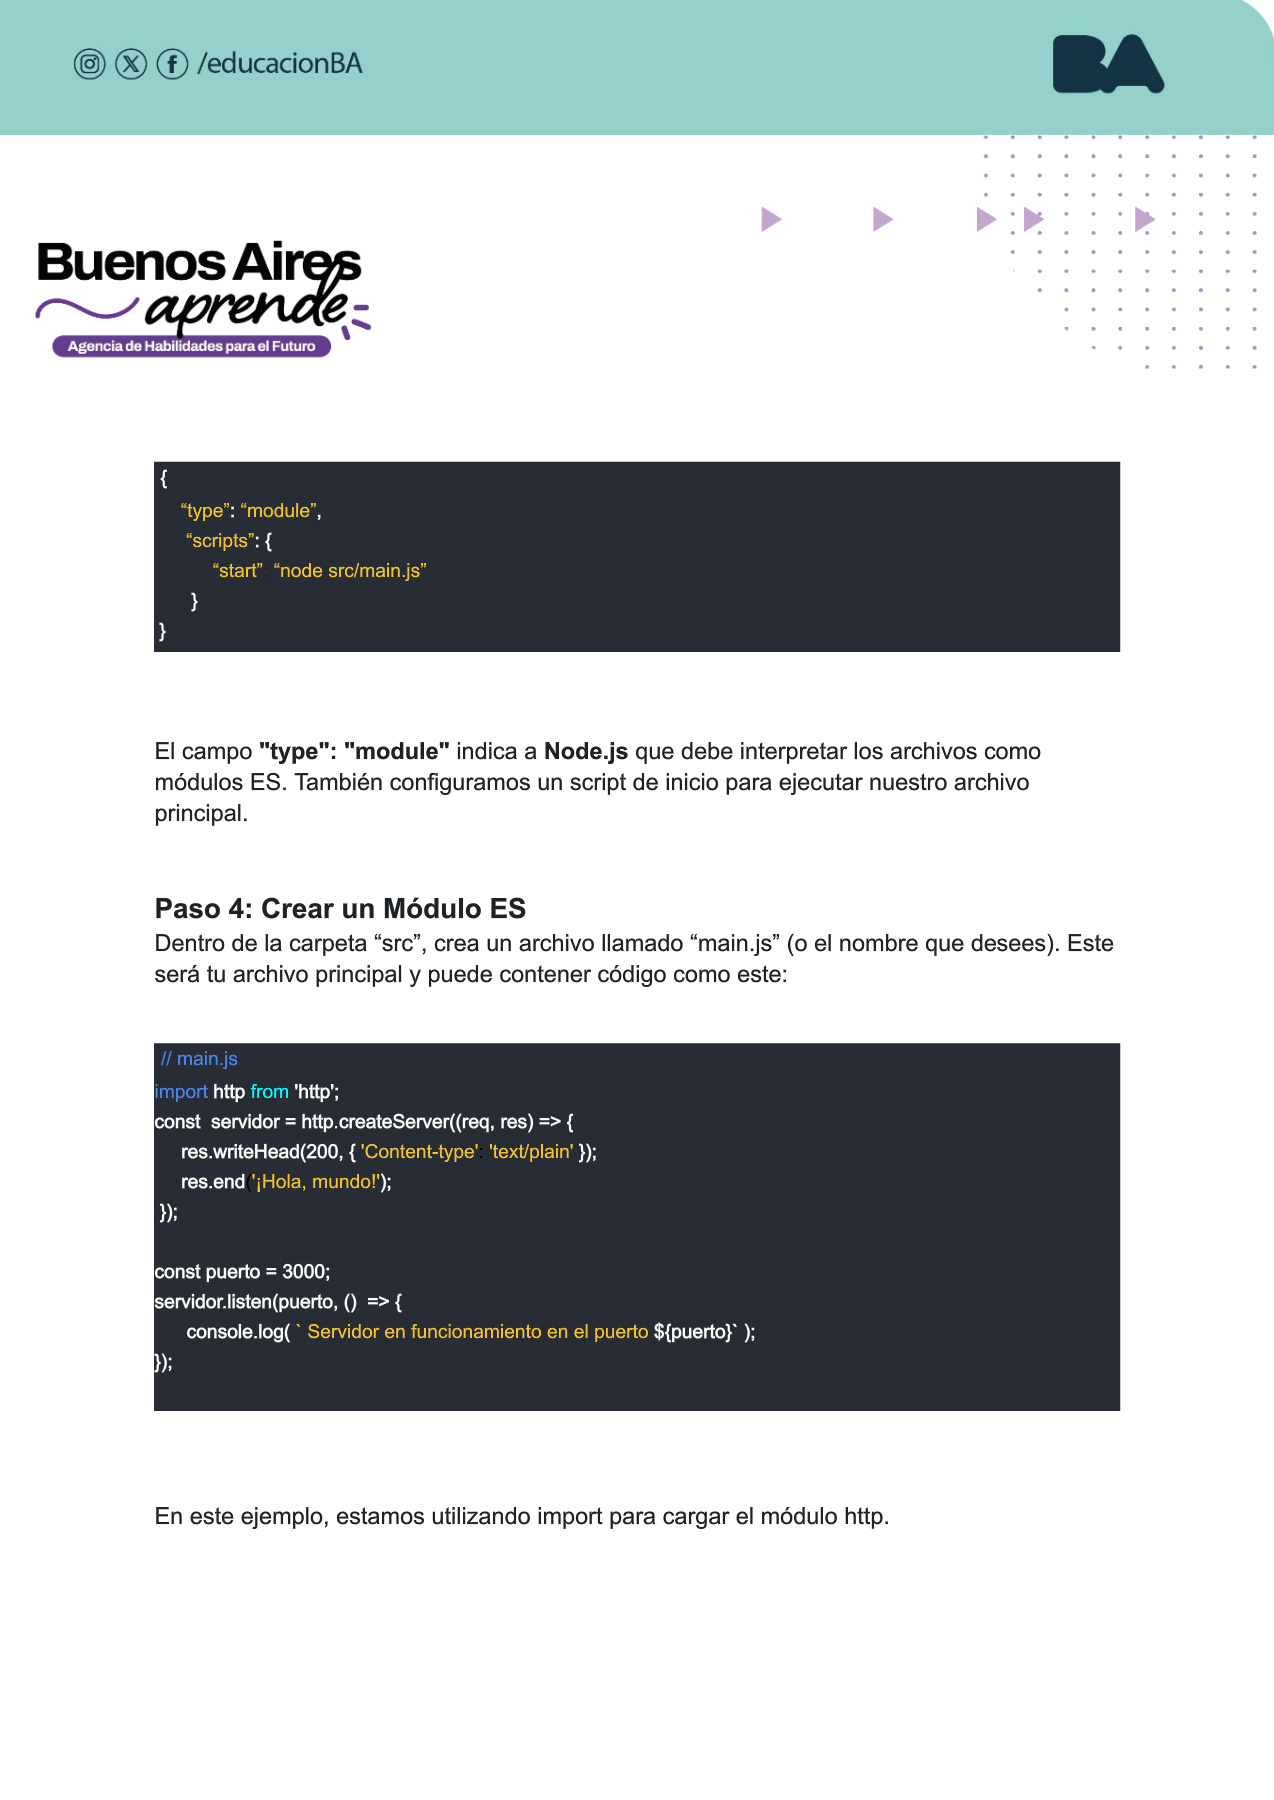 /educacionBA
BA
Buenos Aires
aprende
Agencia de Habilidades para el Futuro
{
“type”: “module”,
“scripts”: {
“start” “node src/main.js”
}
}
El campo "type": "module" indica a Node.js que debe interpretar los archivos como
módulos ES. También configuramos un script de inicio para ejecutar nuestro archivo
principal.
Paso 4: Crear un Módulo ES
Dentro de la carpeta “src”, crea un archivo llamado “main.js” (o el nombre que desees). Este
será tu archivo principal y puede contener código como este:
// main.js
import http from 'http';
const servidor = http.createServer((req, res) => {
res.writeHead(200, { 'Content-type': 'text/plain' });
res.end('¡Hola, mundo!');
});
const puerto = 3000;
servidor.listen(puerto, () => {
console.log( ` Servidor en funcionamiento en el puerto ${puerto}` );
});
En este ejemplo, estamos utilizando import para cargar el módulo http.